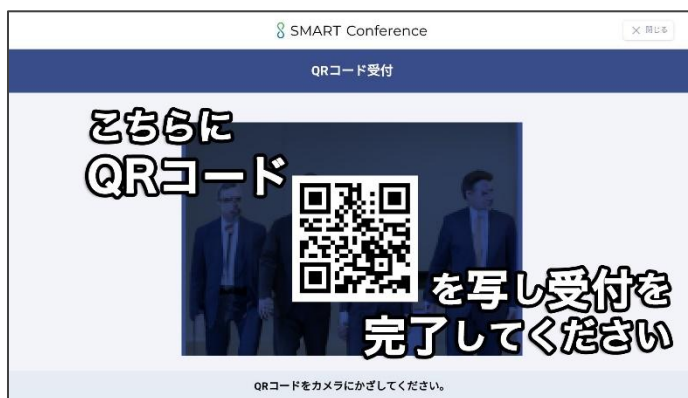 SMART Conference
× 閉じる
QRコード受付
こちらに
QRコード
を写し受付を
完了してください
QRコードをカメラにかざしてください。